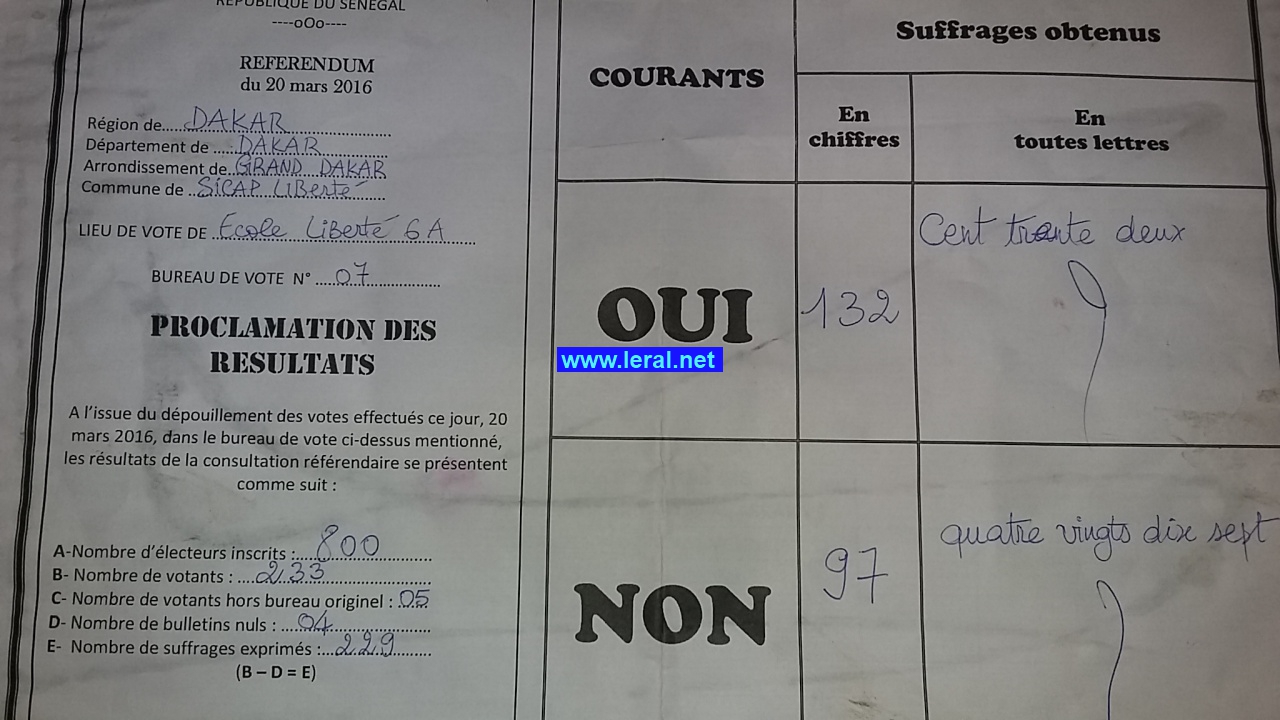 REPUBLIQUE DU SENEGAL
----oOo----
REFERENDUM
du 20 mars 2016
Région de......DAKAR......
Département de ......DAKAR......
Arrondissement de..GRAND DAKAR
Commune de ..SICAP LIBERTÉ......
LIEU DE VOTE DE ..École Liberté 6A......
BUREAU DE VOTE N° ......07......
PROCLAMATION DES
RESULTATS
A l'issue du dépouillement des votes effectués ce jour, 20
mars 2016, dans le bureau de vote ci-dessus mentionné,
les résultats de la consultation référendaire se présentent
comme suit :
A-Nombre d'électeurs inscrits :......800......
B- Nombre de votants : ....233......
C- Nombre de votants hors bureau originel : 05
D- Nombre de bulletins nuls : ....04......
E- Nombre de suffrages exprimés :...229......
(B – D = E)
COURANTS
Suffrages obtenus
En
chiffres
En
toutes lettres
OUI
132
Cent trente deux
www.leral.net
NON
97
quatre vingts dix sept